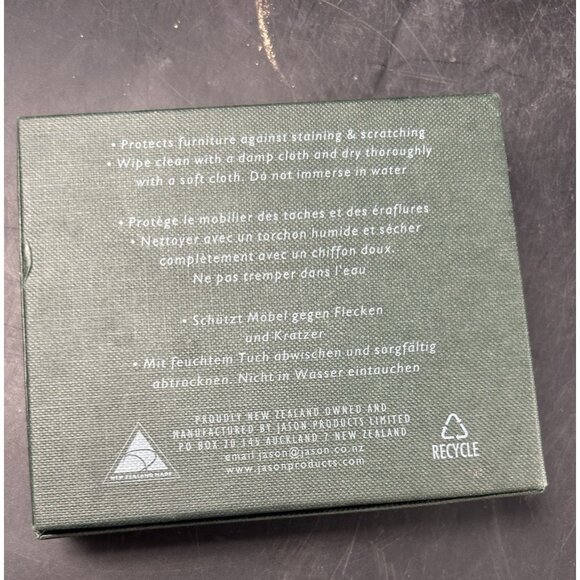 • Protects furniture against staining & scratching
• Wipe clean with a damp cloth and dry thoroughly
with a soft cloth. Do not immerse in water
• Protège le mobilier des taches et des éraflures
• Nettoyer avec un torchon humide et sécher
complètement avec un chiffon doux.
Ne pas tremper dans l'eau
• Schützt Möbel gegen Flecken
und Kratzer
• Mit feuchtem Tuch abwischen und sorgfältig
abtrocknen. Nicht in Wasser eintauchen
PROUDLY NEW ZEALAND OWNED AND
MANUFACTURED BY JASON PRODUCTS LIMITED
PO BOX 70 145 AUCKLAND 7 NEW ZEALAND
email jason@jason.co.nz
www.jasonproducts.com
NEW ZEALAND MADE
RECYCLE